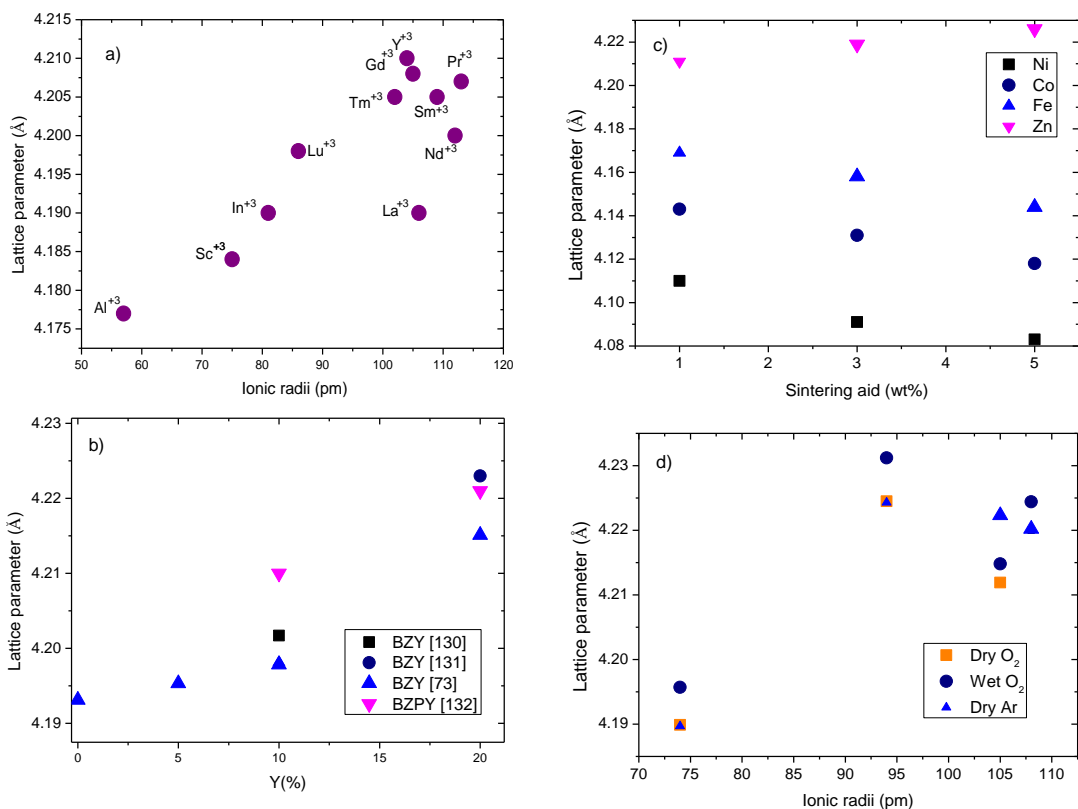 a)
4.210
4.205
4.200
4.195
4.190
4.185
4.180
4.175
Lattice parameter (Å)
Y+3
Gd+3
Pr+3
Tm+3
Sm+3
Nd+3
Lu+3
In+3
La+3
Sc+3
Al+3
50 60 70 80 90 100 110 120
Ionic radii (pm)
c)
4.22
4.20
4.18
4.16
4.14
4.12
4.10
4.08
Lattice parameter (Å)
Ni
Co
Fe
Zn
1 2 3 4 5
Sintering aid (wt%)
b)
4.23
4.22
4.21
4.20
4.19
Lattice parameter (Å)
BZY [130]
BZY [131]
BZY [73]
BZPY [132]
0 5 10 15 20
Y(%)
d)
4.23
4.22
4.21
4.20
4.19
Lattice parameter (Å)
Dry O2
Wet O2
Dry Ar
70 75 80 85 90 95 100 105 110
Ionic radii (pm)